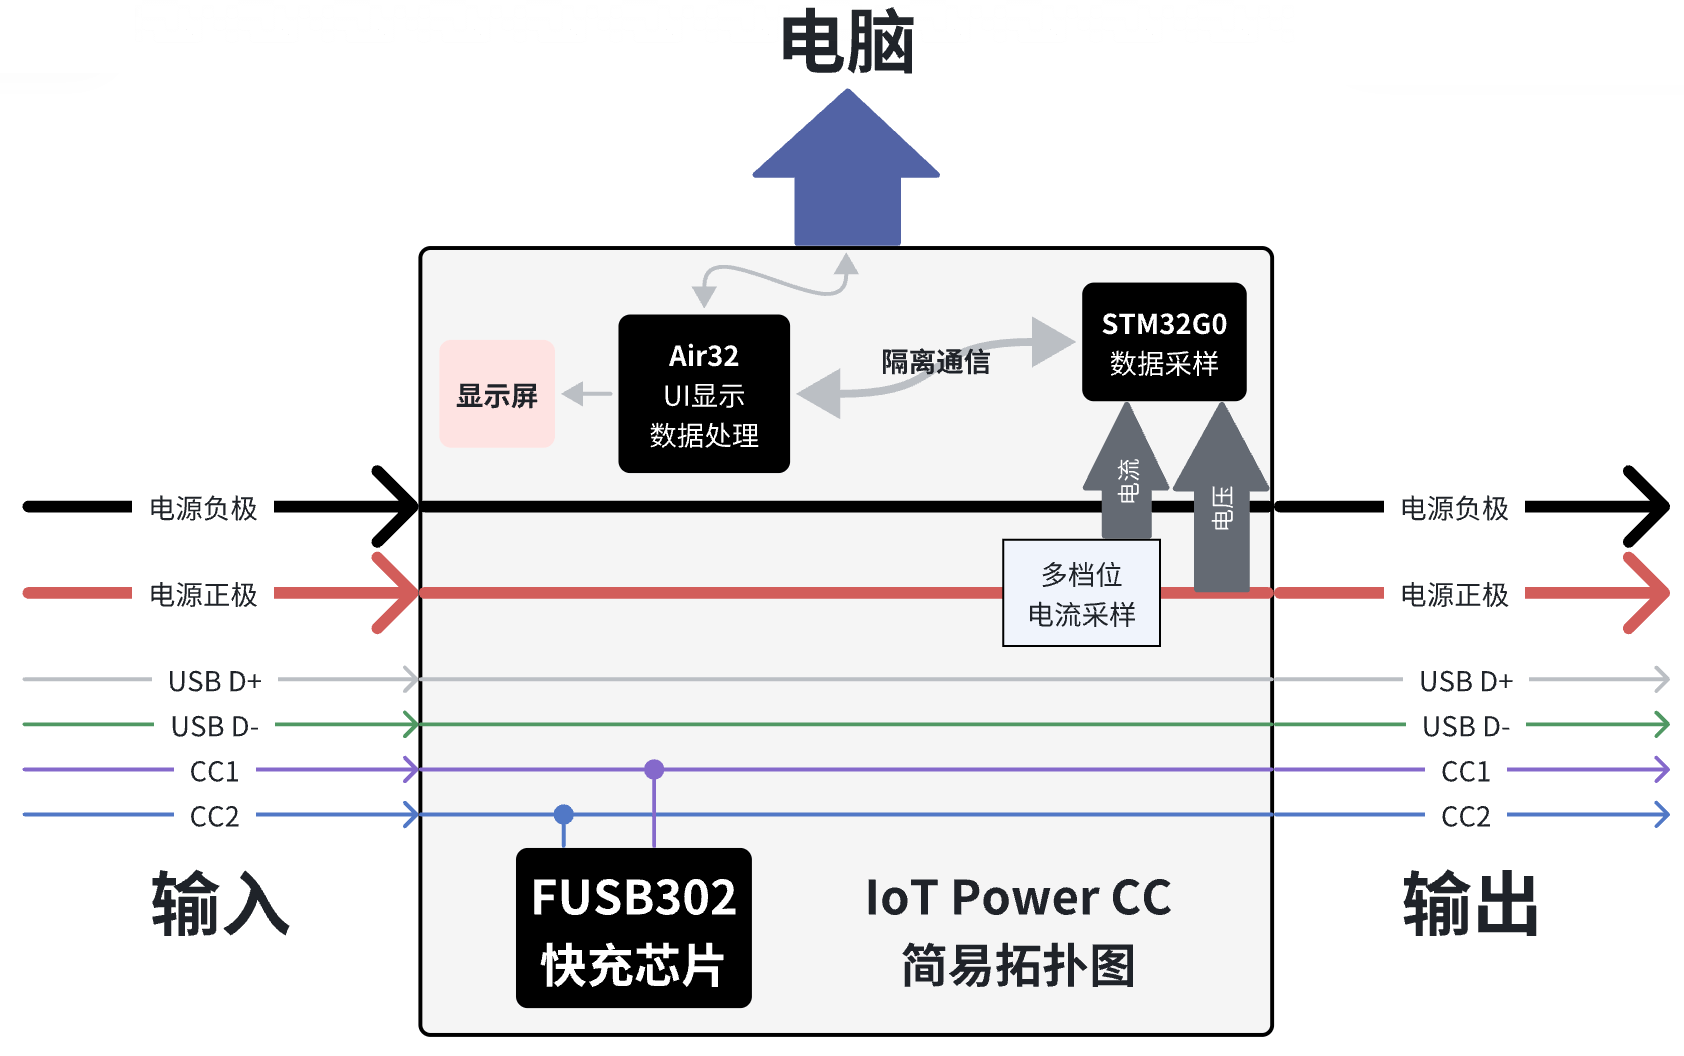 电脑
Air32
UI显示
数据处理
显示屏
隔离通信
STM32G0
数据采样
电流
电压
电源负极
电源负极
电源正极
电源正极
多档位
电流采样
USB D+
USB D+
USB D-
USB D-
CC1
CC1
CC2
CC2
输入
FUSB302
快充芯片
IoT Power CC
简易拓扑图
输出